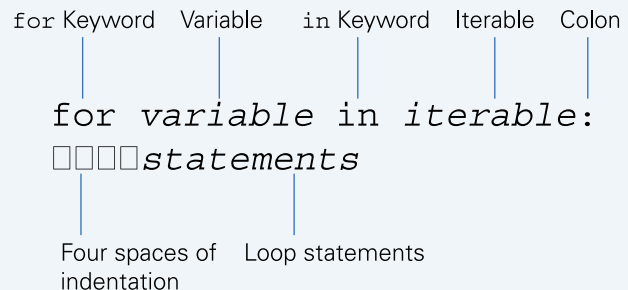 for Keyword Variable in Keyword Iterable Colon
for variable in iterable:
□□□□statements
Four spaces of indentation
Loop statements